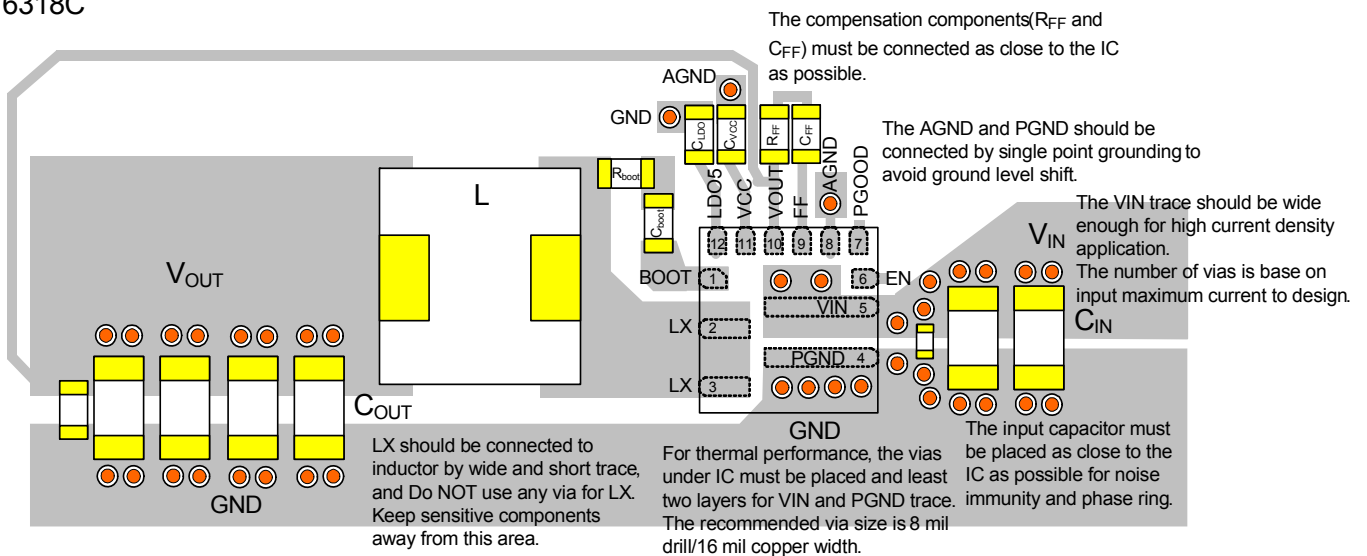 6318C
The compensation components(RFF and
CFF) must be connected as close to the IC
as possible.
AGND
GND
CLDO
CVCC
RFF
CFF
The AGND and PGND should be
connected by single point grounding to
avoid ground level shift.
Rboot
Cboot
LDO5
VCC
VOUT
FF
AGND
PGOOD
The VIN trace should be wide
enough for high current density
application.
The number of vias is base on
input maximum current to design.
L
VOUT
VIN
12
11
10
9
8
7
BOOT
1
6
EN
VIN 5
LX
2
CIN
PGND 4
LX
3
COUT
GND
GND
LX should be connected to
inductor by wide and short trace,
and Do NOT use any via for LX.
Keep sensitive components
away from this area.
For thermal performance, the vias
under IC must be placed and least
two layers for VIN and PGND trace.
The recommended via size is 8 mil
drill/16 mil copper width.
The input capacitor must
be placed as close to the
IC as possible for noise
immunity and phase ring.